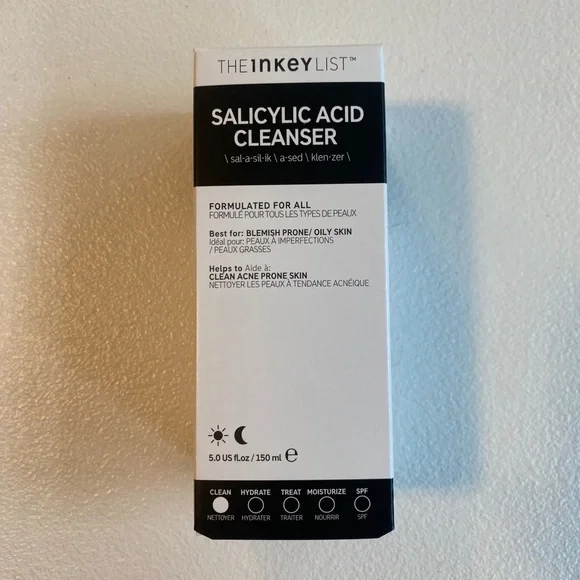 THE INKEY LIST™
SALICYLIC ACID
CLEANSER
\ sal·a·sil·ik \ a·sed \ klen·zer \
FORMULATED FOR ALL
FORMULÉ POUR TOUS LES TYPES DE PEAUX
Best for: BLEMISH PRONE/ OILY SKIN
Idéal pour: PEAUX À IMPERFECTIONS
/ PEAUX GRASSES
Helps to Aide à:
CLEAN ACNE PRONE SKIN
NETTOYER LES PEAUX À TENDANCE ACNÉIQUE
5.0 US fl.oz / 150 ml ℮
CLEAN HYDRATE TREAT MOISTURIZE SPF
NETTOYER HYDRATER TRAITER NOURRIR SPF